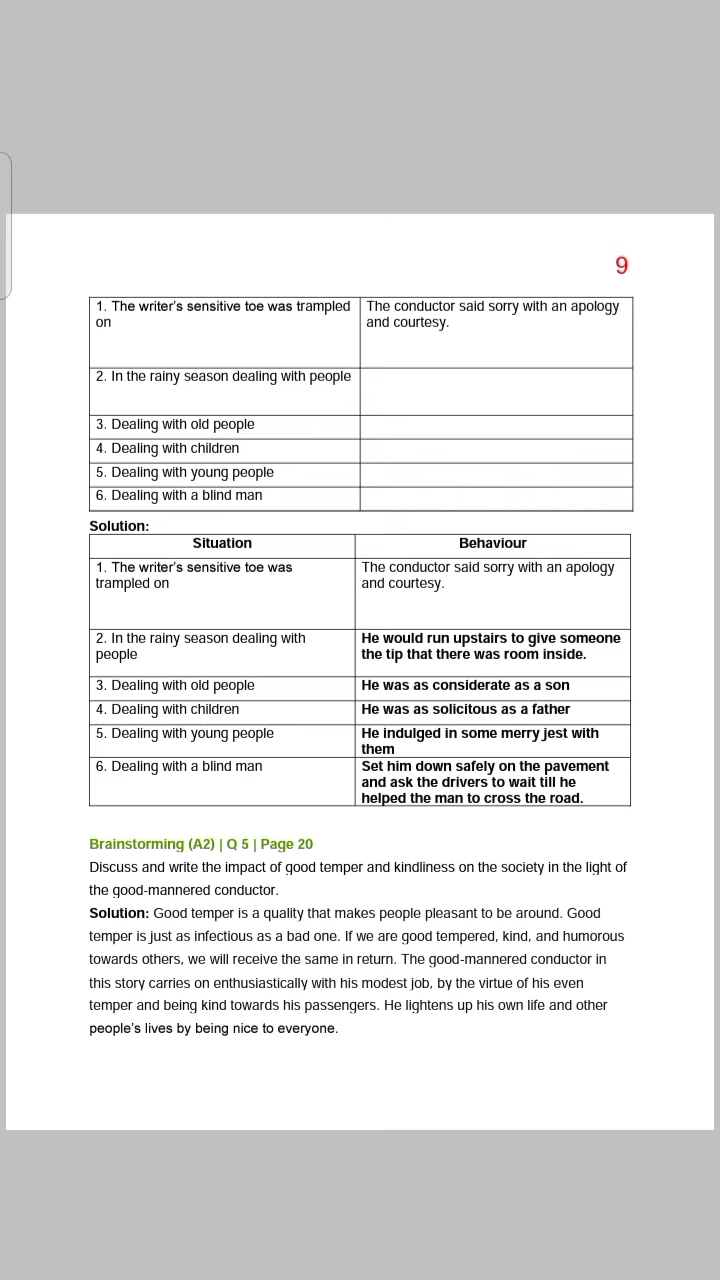 9
1. The writer's sensitive toe was trampled on
The conductor said sorry with an apology and courtesy.
2. In the rainy season dealing with people
3. Dealing with old people
4. Dealing with children
5. Dealing with young people
6. Dealing with a blind man
Solution:
Situation
Behaviour
1. The writer's sensitive toe was trampled on
The conductor said sorry with an apology and courtesy.
2. In the rainy season dealing with people
He would run upstairs to give someone the tip that there was room inside.
3. Dealing with old people
He was as considerate as a son
4. Dealing with children
He was as solicitous as a father
5. Dealing with young people
He indulged in some merry jest with them
6. Dealing with a blind man
Set him down safely on the pavement and ask the drivers to wait till he helped the man to cross the road.
Brainstorming (A2) | Q 5 | Page 20
Discuss and write the impact of good temper and kindliness on the society in the light of
the good-mannered conductor.
Solution: Good temper is a quality that makes people pleasant to be around. Good
temper is just as infectious as a bad one. If we are good tempered, kind, and humorous
towards others, we will receive the same in return. The good-mannered conductor in
this story carries on enthusiastically with his modest job, by the virtue of his even
temper and being kind towards his passengers. He lightens up his own life and other
people's lives by being nice to everyone.